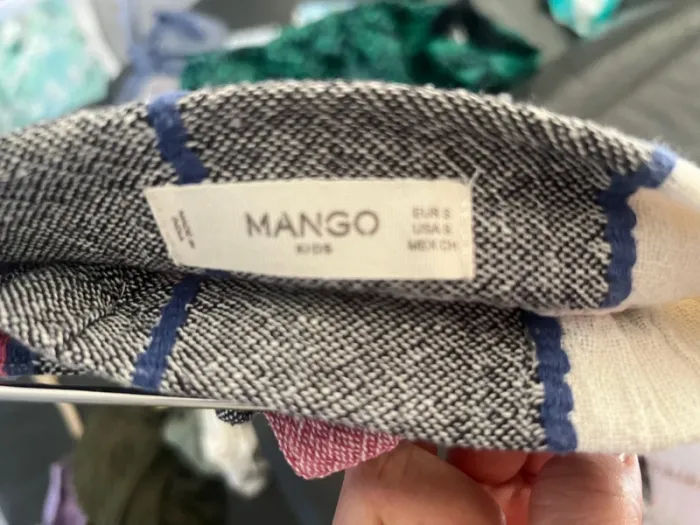 MANGO
KIDS
EUR S
USA S
MEX CH